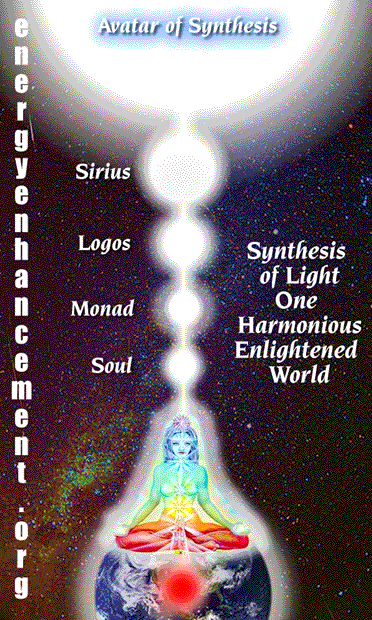 Avatar of Synthesis
energyenhancement.org
Sirius
Logos
Monad
Soul
Synthesis
of Light
One
Harmonious
Enlightened
World